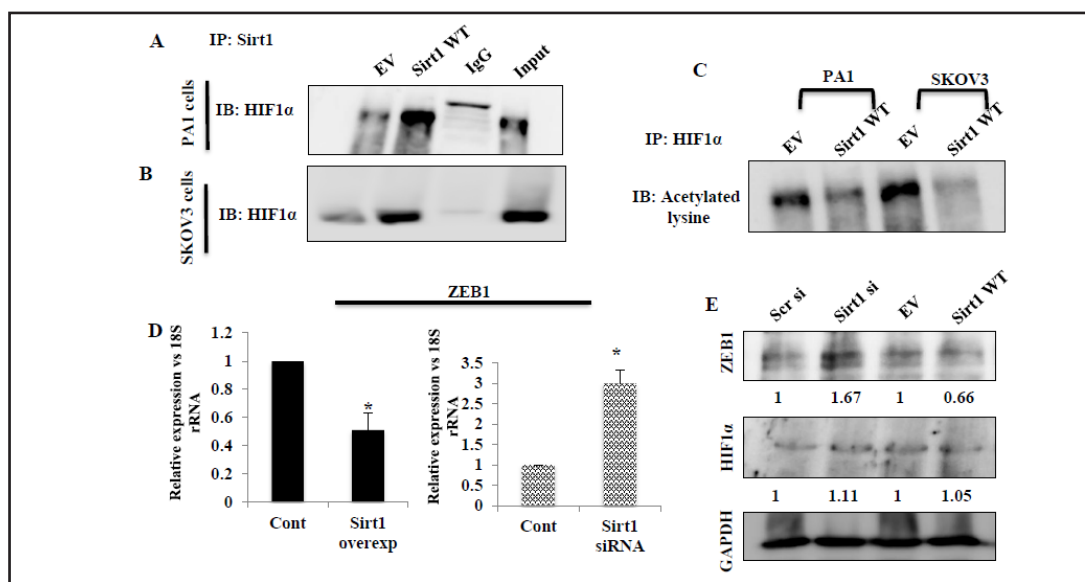 A
IP: Sirt1
EV
Sirt1 WT
IgG
Input
PA1 cells
IB: HIF1α
B
SKOV3 cells
IB: HIF1α
C
PA1
SKOV3
EV
Sirt1 WT
EV
Sirt1 WT
IP: HIF1α
IB: Acetylated
lysine
ZEB1
D
Relative expression vs 18S
rRNA
1.2
1
0.8
0.6
0.4
0.2
0
*
Cont
Sirt1
overexp
Relative expression vs 18S
rRNA
3.5
3
2.5
2
1.5
1
0.5
0
*
Cont
Sirt1
siRNA
E
Scr si
Sirt1 si
EV
Sirt1 WT
ZEB1
1 1.67 1 0.66
HIF1α
1 1.11 1 1.05
GAPDH